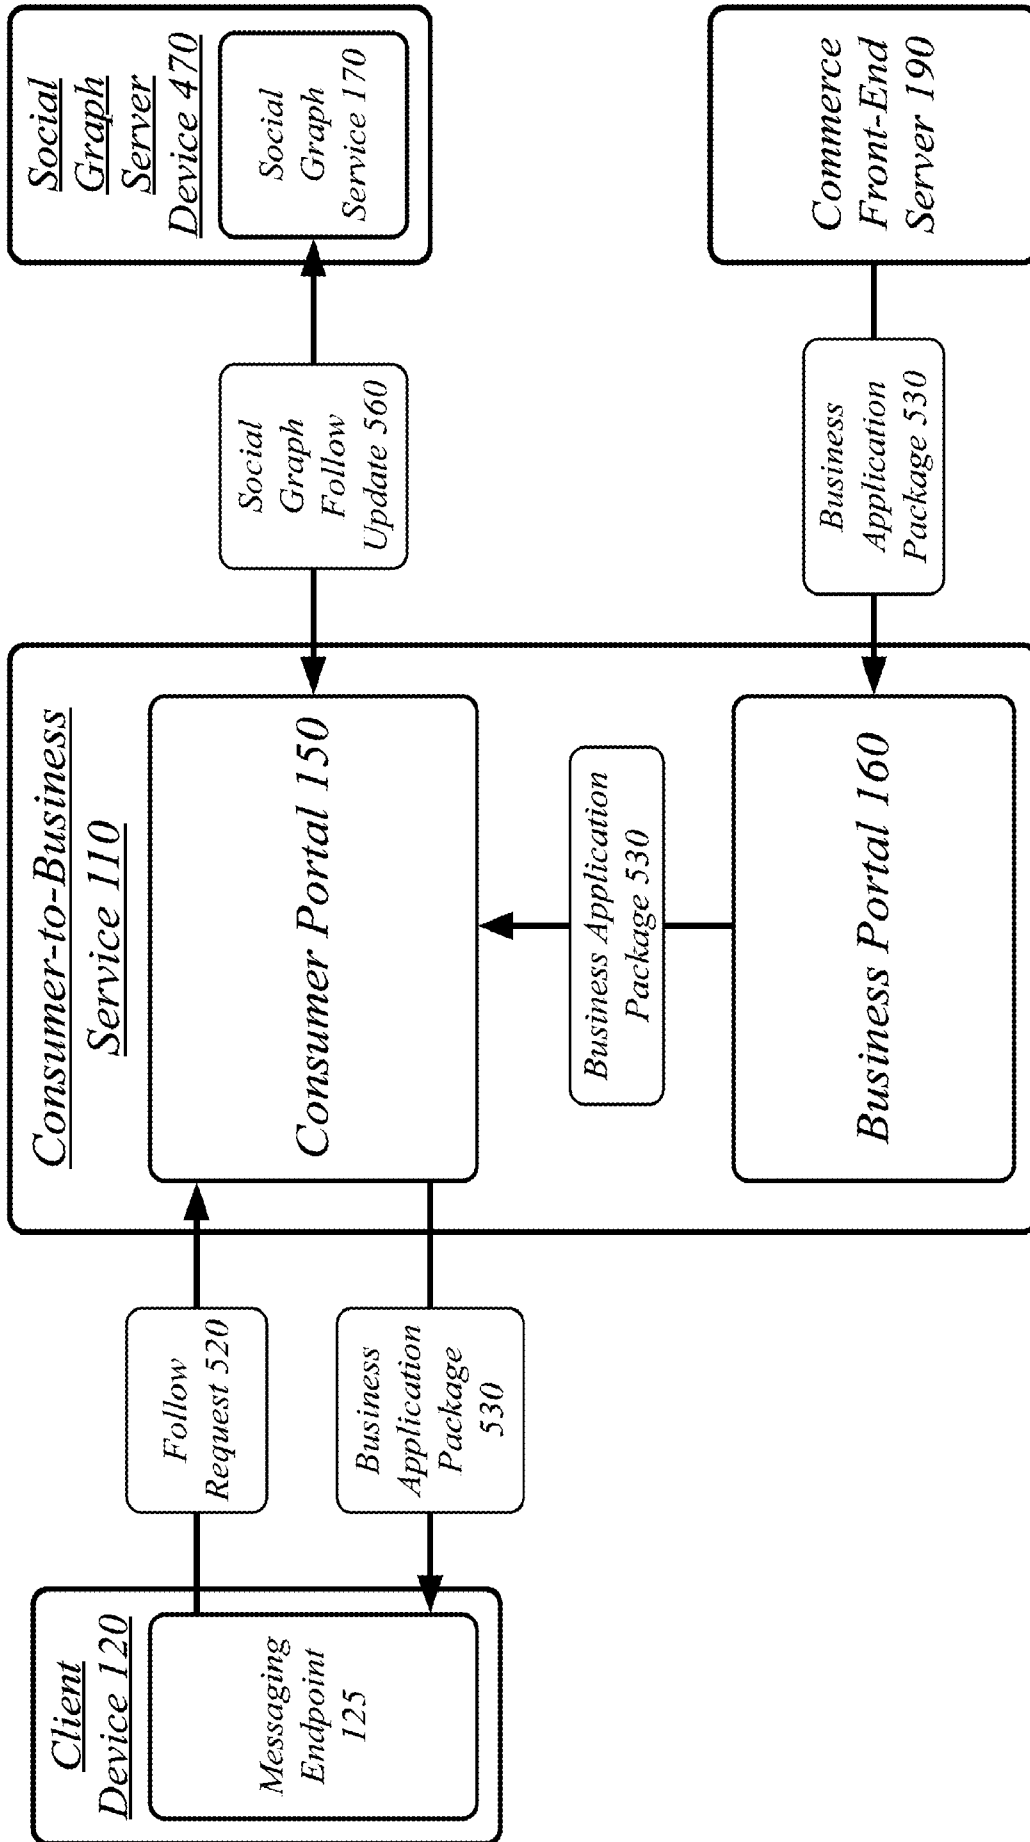 Client
Device 120
Messaging
Endpoint
125
Follow
Request 520
Business
Application
Package
530
Consumer-to-Business
Service 110
Consumer Portal 150
Business Application
Package 530
Business Portal 160
Social
Graph
Follow
Update 560
Business
Application
Package 530
Social
Graph
Server
Device 470
Social
Graph
Service 170
Commerce
Front-End
Server 190